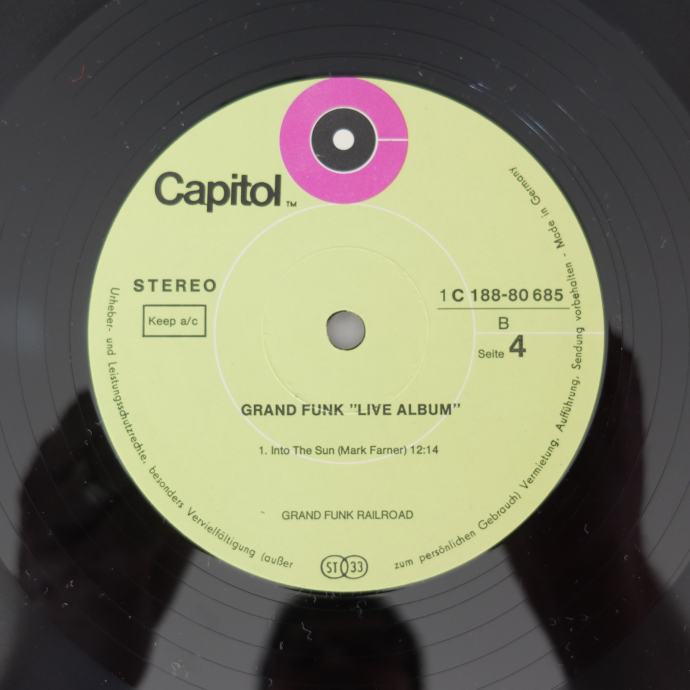 Capitol™
STEREO
Keep a/c
1 C 188-80 685
B
Seite 4
GRAND FUNK "LIVE ALBUM"
1. Into The Sun (Mark Farner) 12:14
GRAND FUNK RAILROAD
ST 33
Urheber- und Leistungsschutzrechte, besonders Vervielfältigung (außer zum persönlichen Gebrauch) Vermietung, Aufführung, Sendung vorbehalten - Made in Germany